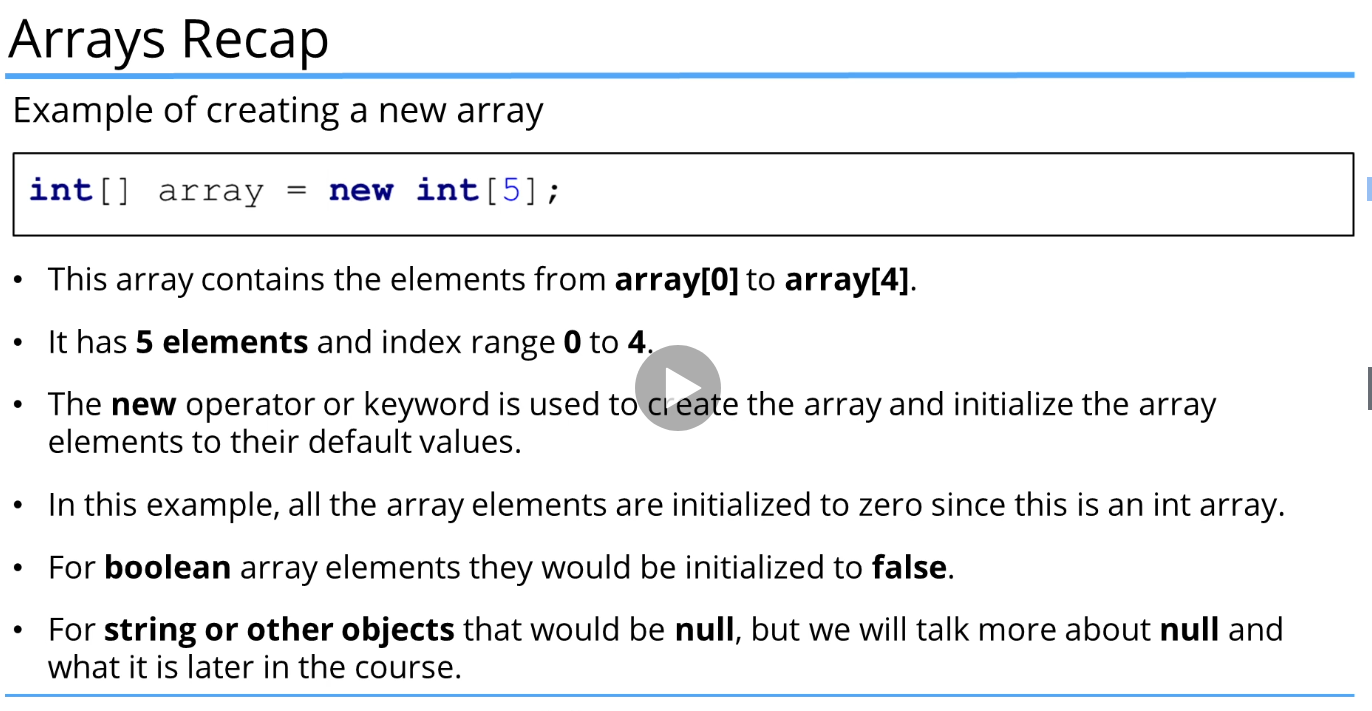 Arrays Recap
Example of creating a new array
int[] array = new int[5];
• This array contains the elements from array[0] to array[4].
• It has 5 elements and index range 0 to 4.
• The new operator or keyword is used to create the array and initialize the array
elements to their default values.
• In this example, all the array elements are initialized to zero since this is an int array.
• For boolean array elements they would be initialized to false.
• For string or other objects that would be null, but we will talk more about null and
what it is later in the course.